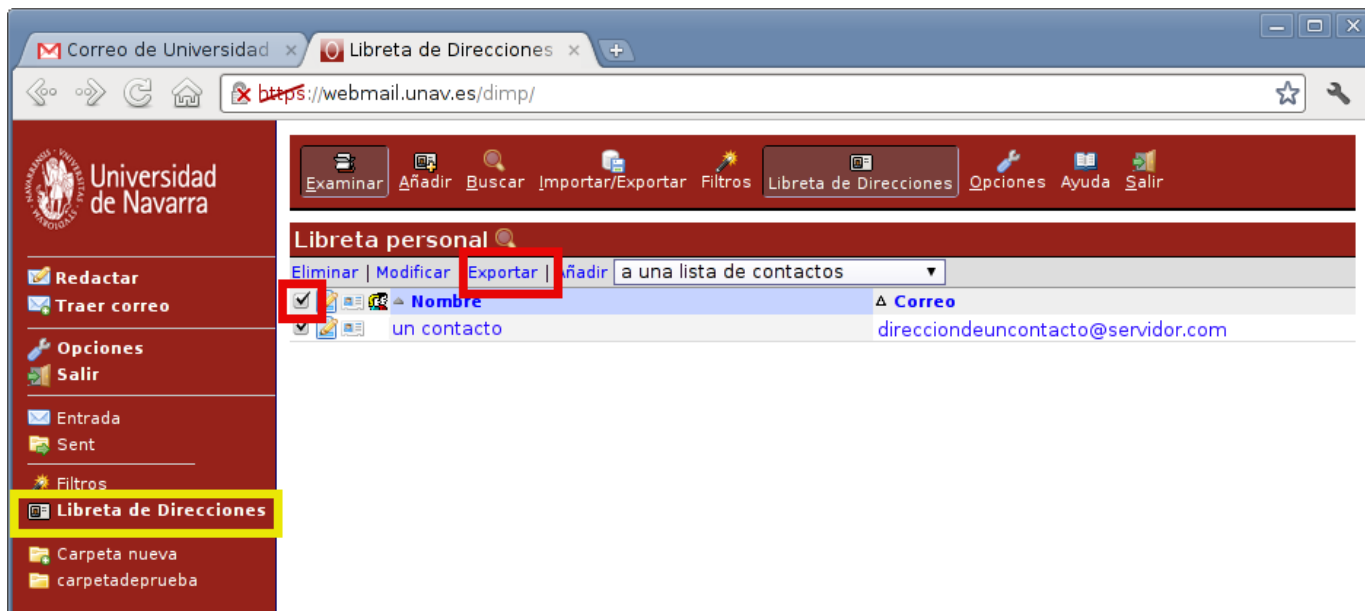 Correo de Universidad
Libreta de Direcciones
https://webmail.unav.es/dimp/
Universidad
de Navarra
Examinar Añadir Buscar Importar/Exportar Filtros Libreta de Direcciones Opciones Ayuda Salir
Libreta personal
Eliminar | Modificar Exportar | Añadir a una lista de contactos
Nombre Correo
un contacto direcciondeuncontacto@servidor.com
Redactar
Traer correo
Opciones
Salir
Entrada
Sent
Filtros
Libreta de Direcciones
Carpeta nueva
carpetadeprueba